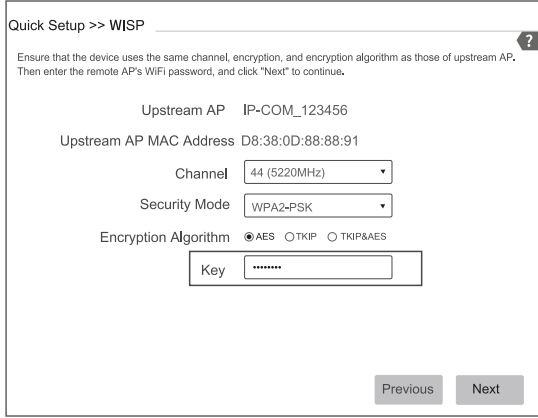 Quick Setup >> WISP
?
Ensure that the device uses the same channel, encryption, and encryption algorithm as those of upstream AP.
Then enter the remote AP's WiFi password, and click "Next" to continue.
Upstream AP IP-COM_123456
Upstream AP MAC Address D8:38:0D:88:88:91
Channel 44 (5220MHz)
Security Mode WPA2-PSK
Encryption Algorithm AES TKIP TKIP&AES
Key ••••••••
Previous Next